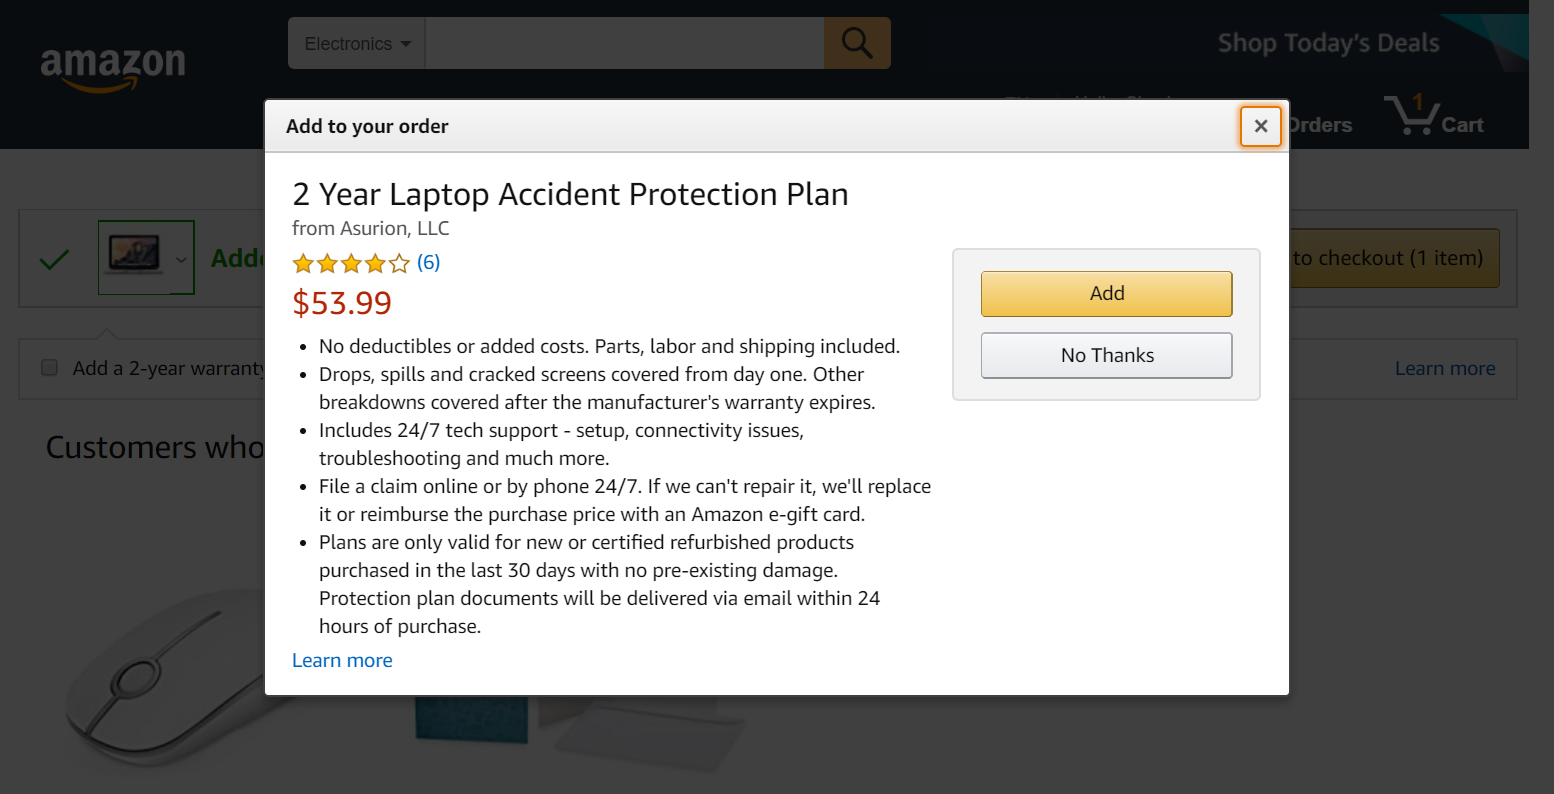 amazon
Electronics
Shop Today's Deals
Orders
1
Cart
Add to your order
×
2 Year Laptop Accident Protection Plan
from Asurion, LLC
(6)
$53.99
• No deductibles or added costs. Parts, labor and shipping included.
• Drops, spills and cracked screens covered from day one. Other
breakdowns covered after the manufacturer's warranty expires.
• Includes 24/7 tech support - setup, connectivity issues,
troubleshooting and much more.
• File a claim online or by phone 24/7. If we can't repair it, we'll replace
it or reimburse the purchase price with an Amazon e-gift card.
• Plans are only valid for new or certified refurbished products
purchased in the last 30 days with no pre-existing damage.
Protection plan documents will be delivered via email within 24
hours of purchase.
Learn more
Add
No Thanks
to checkout (1 item)
Add a 2-year warranty
Learn more
Customers who